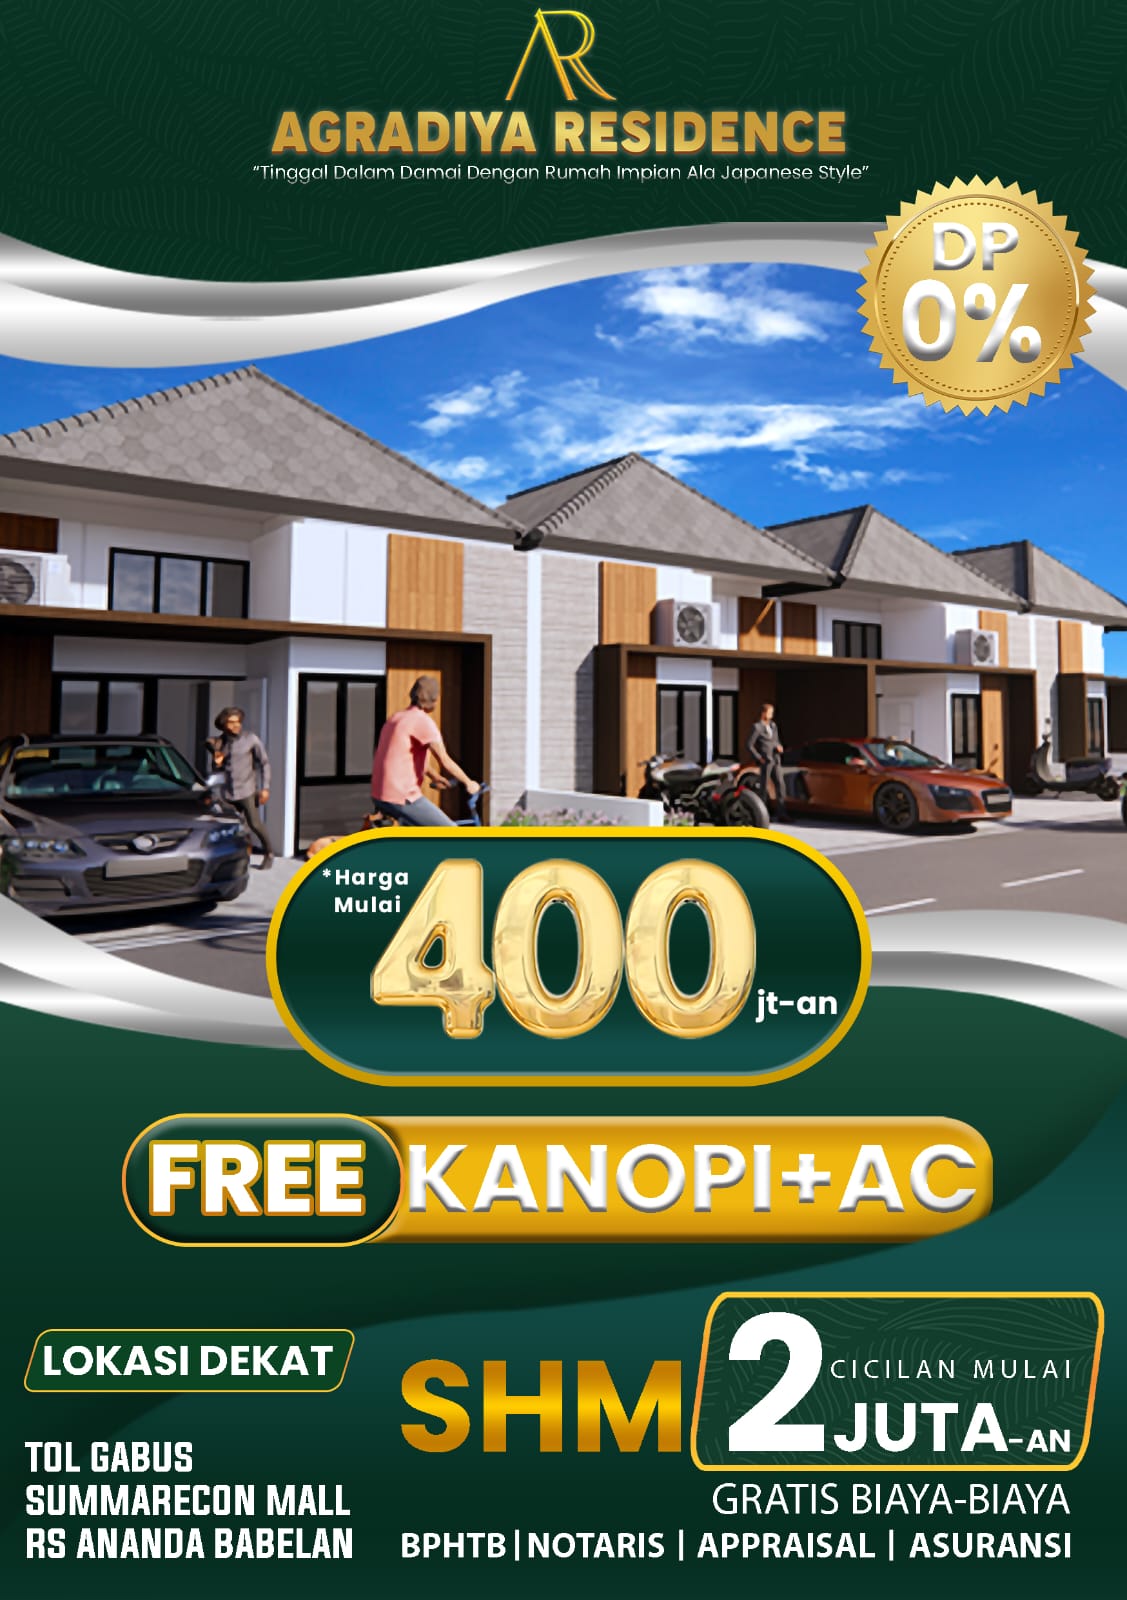 AR
AGRADIYA RESIDENCE
"Tinggal Dalam Damai Dengan Rumah Impian Ala Japanese Style"
DP
0%
*Harga
Mulai
400
jt-an
FREE KANOPI+AC
LOKASI DEKAT
TOL GABUS
SUMMARECON MALL
RS ANANDA BABELAN
SHM
2
CICILAN MULAI
JUTA-AN
GRATIS BIAYA-BIAYA
BPHTB | NOTARIS | APPRAISAL | ASURANSI